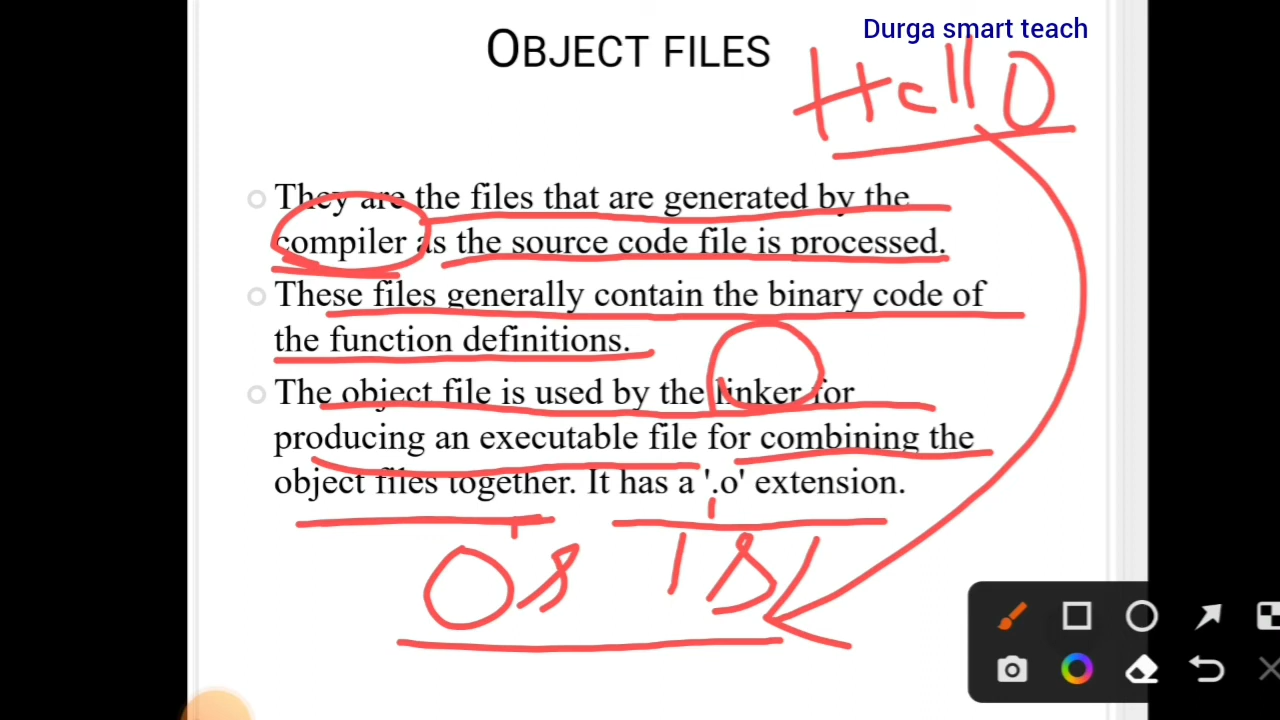 Durga smart teach
OBJECT FILES
Hello
They are the files that are generated by the
compiler as the source code file is processed.
These files generally contain the binary code of
the function definitions.
The object file is used by the linker for
producing an executable file for combining the
object files together. It has a '.o' extension.
0's 1's